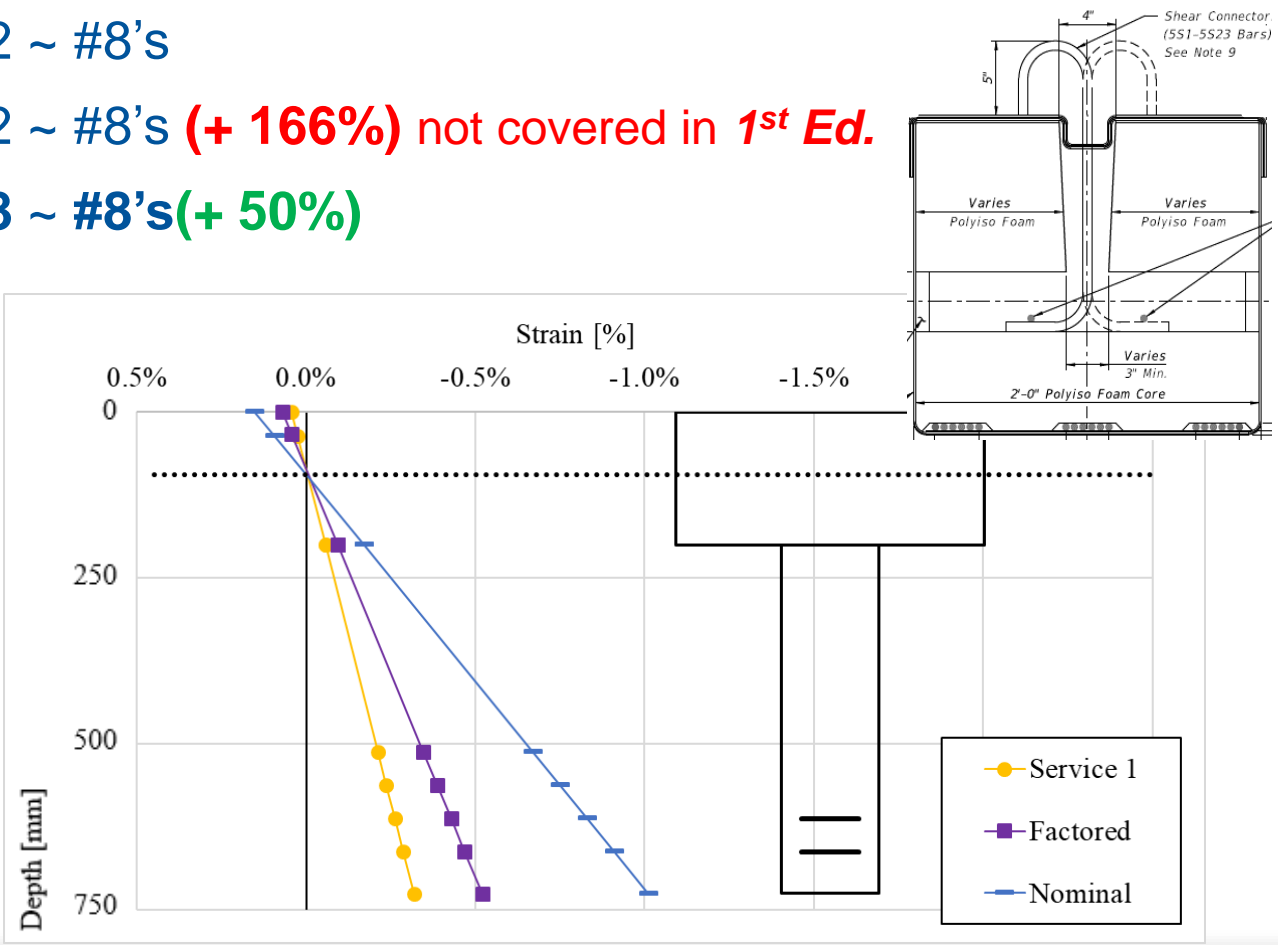 2 ~ #8's
2 ~ #8's (+ 166%) not covered in 1st Ed.
3 ~ #8's(+ 50%)
4"
Shear Connector
(5S1-5S23 Bars)
See Note 9
5"
Varies
Polyiso Foam
Varies
Polyiso Foam
Varies
3" Min.
2'-0" Polyiso Foam Core
Strain [%]
0.5%
0.0%
-0.5%
-1.0%
-1.5%
0
250
500
750
Depth [mm]
Service 1
Factored
Nominal